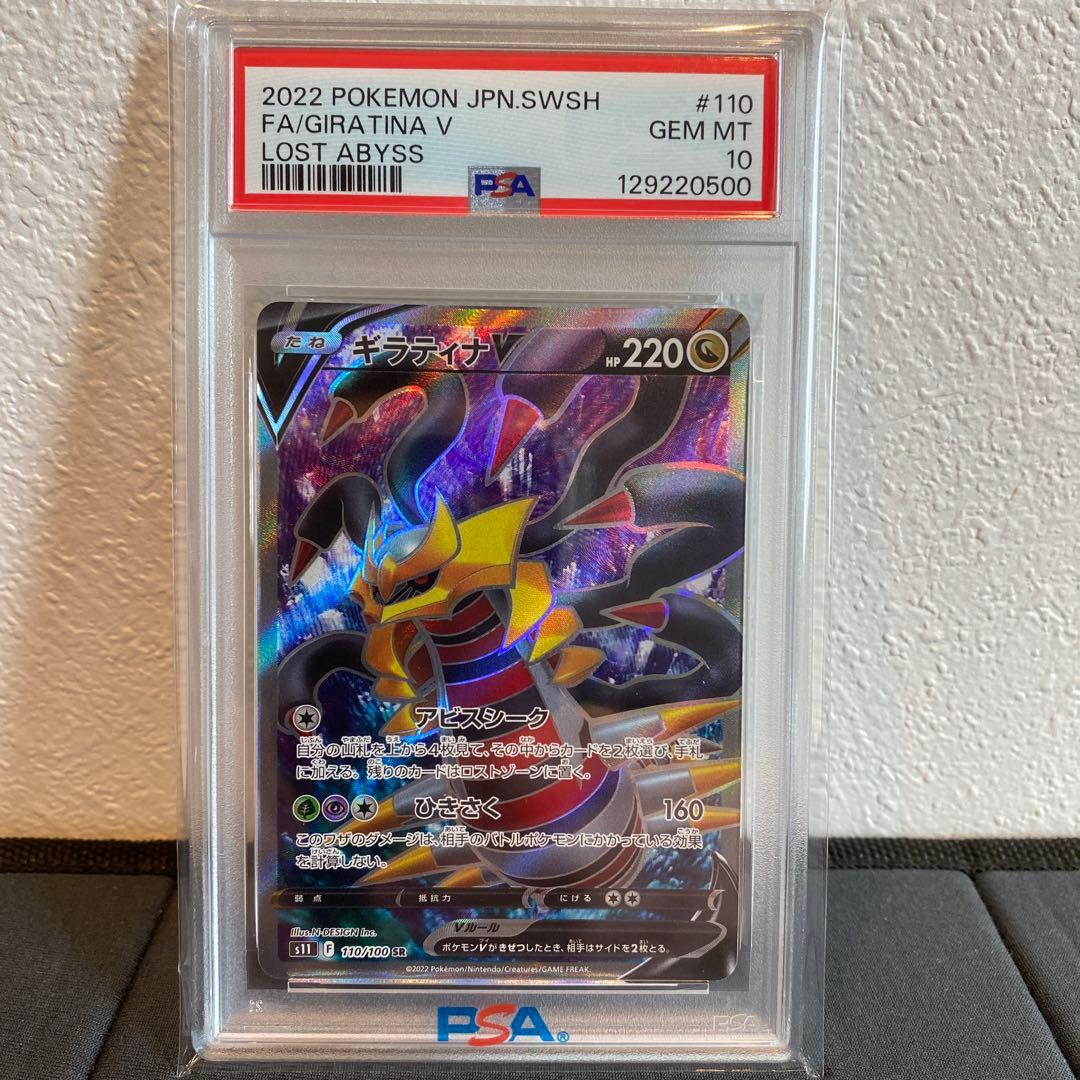 2022 POKEMON JPN.SWSH #110
FA/GIRATINA V GEM MT
LOST ABYSS 10
PSA 129220500
たね ギラティナV HP 220
アビスシーク
自分の山札を上から4枚見て、その中からカードを2枚選び、手札
に加える。残りのカードはロストゾーンに置く。
ひきさく 160
このワザのダメージは、相手のバトルポケモンにかかっている効果
を計算しない。
弱点 抵抗力 にげる
Vルール
ポケモンVがきぜつしたとき、相手はサイドを2枚とる。
Illus.N-DESIGN Inc.
s11 F 110/100 SR
©2022 Pokémon/Nintendo/Creatures/GAME FREAK.
PSA®
PSA